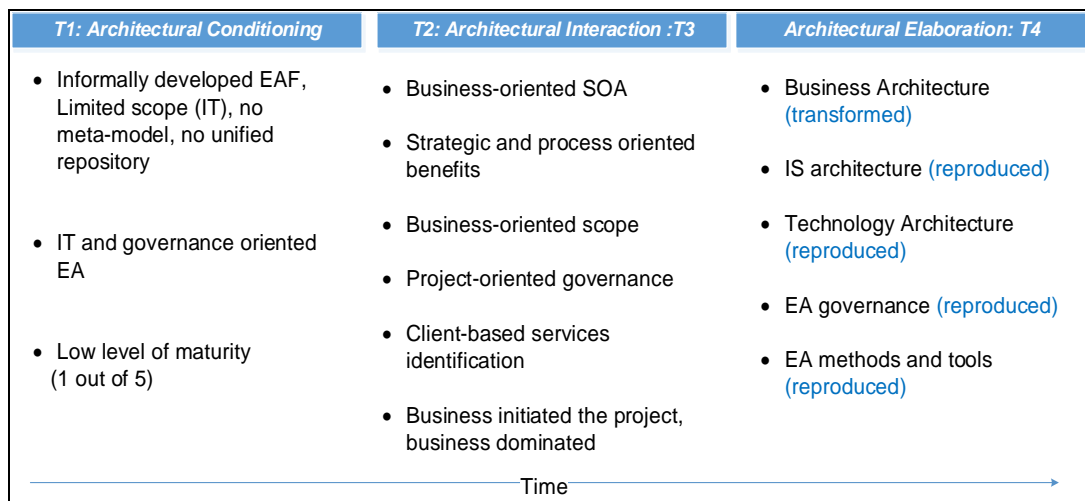 T1: Architectural Conditioning
• Informally developed EAF,
Limited scope (IT), no
meta-model, no unified
repository
• IT and governance oriented
EA
• Low level of maturity
(1 out of 5)
T2: Architectural Interaction :T3
• Business-oriented SOA
• Strategic and process oriented
benefits
• Business-oriented scope
• Project-oriented governance
• Client-based services
identification
• Business initiated the project,
business dominated
Architectural Elaboration: T4
• Business Architecture
(transformed)
• IS architecture (reproduced)
• Technology Architecture
(reproduced)
• EA governance (reproduced)
• EA methods and tools
(reproduced)
Time